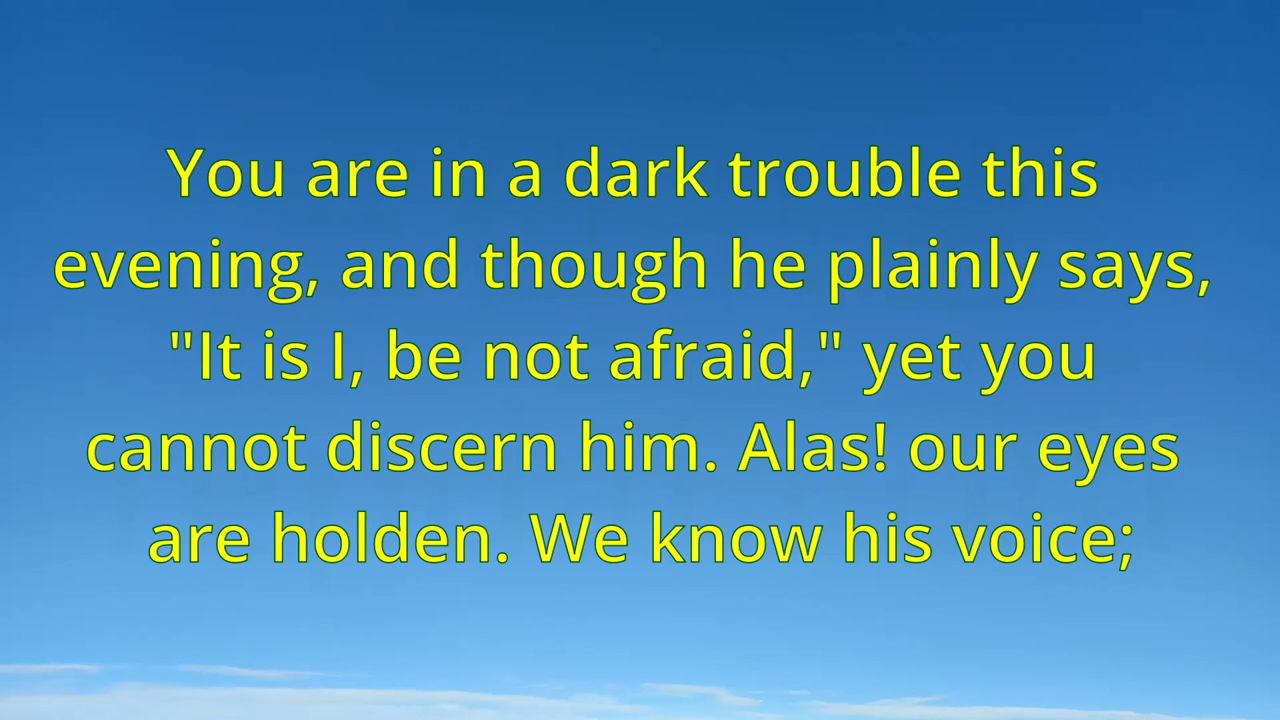 You are in a dark trouble this
evening, and though he plainly says,
"It is I, be not afraid," yet you
cannot discern him. Alas! our eyes
are holden. We know his voice;